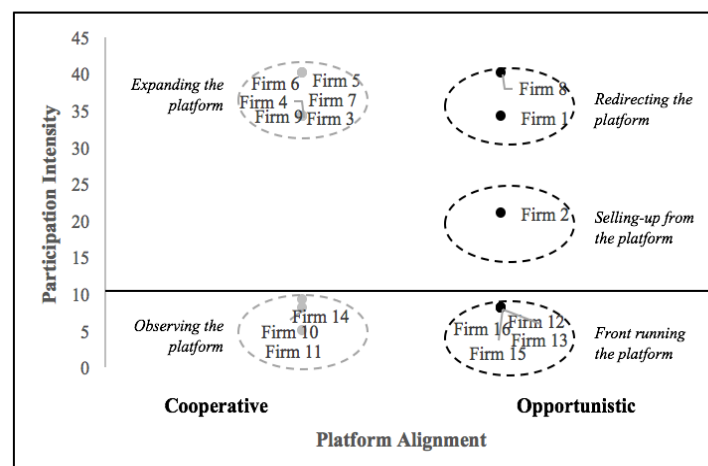 45
40
35
30
25
20
15
10
5
0
Participation Intensity
Expanding the
platform
Firm 6
Firm 5
Firm 4
Firm 7
Firm 9
Firm 3
Firm 8
Firm 1
Redirecting the
platform
Firm 2
Selling-up from
the platform
Observing the
platform
Firm 14
Firm 10
Firm 11
Firm 12
Firm 16
Firm 13
Firm 15
Front running
the platform
Cooperative
Opportunistic
Platform Alignment